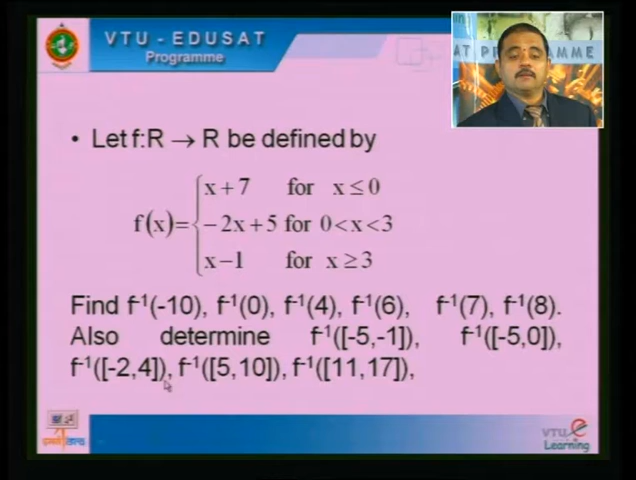 VTU - EDUSAT
Programme
AT PR MME
• Let f:R → R be defined by
x + 7 for x ≤ 0
f(x)= − 2x + 5 for 0 < x < 3
x − 1 for x ≥ 3
Find f-¹(-10), f-¹(0), f-¹(4), f-¹(6), f-¹(7), f-¹(8).
Also determine f-¹([-5,-1]), f-¹([-5,0]),
f-¹([-2,4]), f-¹([5,10]), f-¹([11,17]),
VTU e
Learning